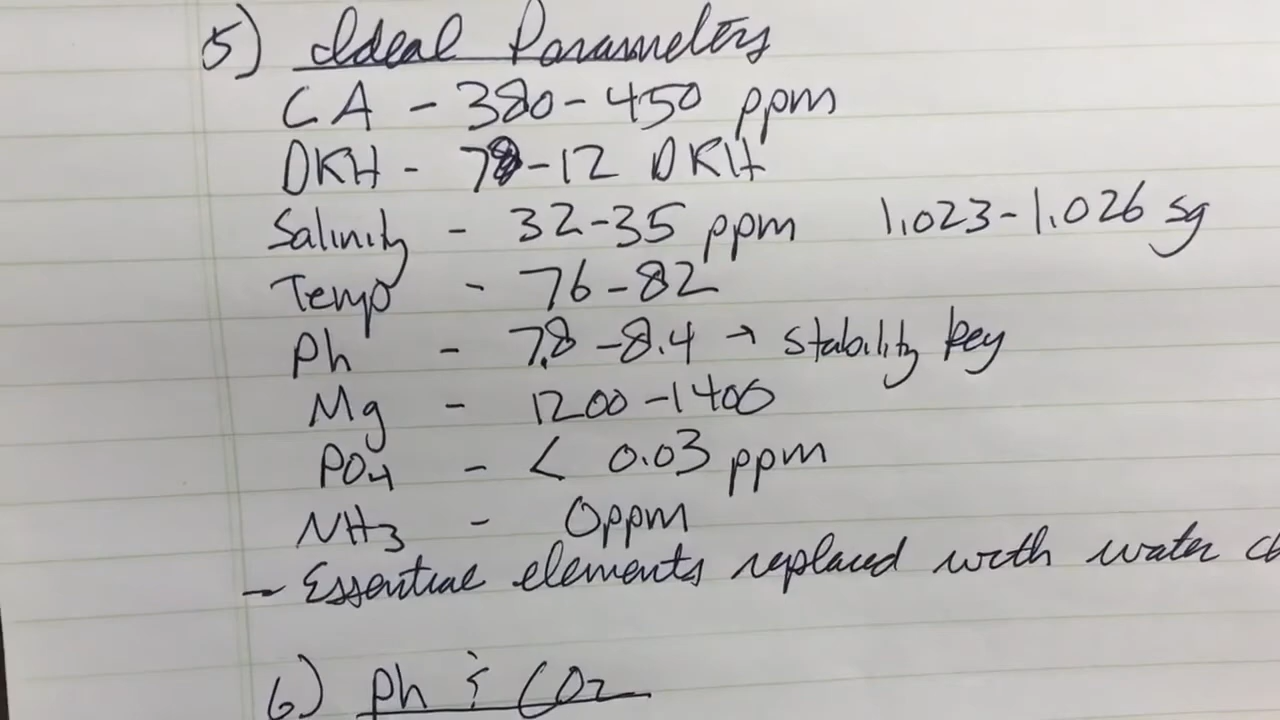 5) Ideal Parameters
CA - 380-450 ppm
DKH - 78-12 DKH
Salinity - 32-35 ppm 1.023-1.026 sg
Temp - 76-82
Ph - 7.8-8.4 → stability key
Mg - 1200-1400
PO4 - < 0.03 ppm
NH3 - 0ppm
- Essential elements replaced with water ch
6) Ph & CO2